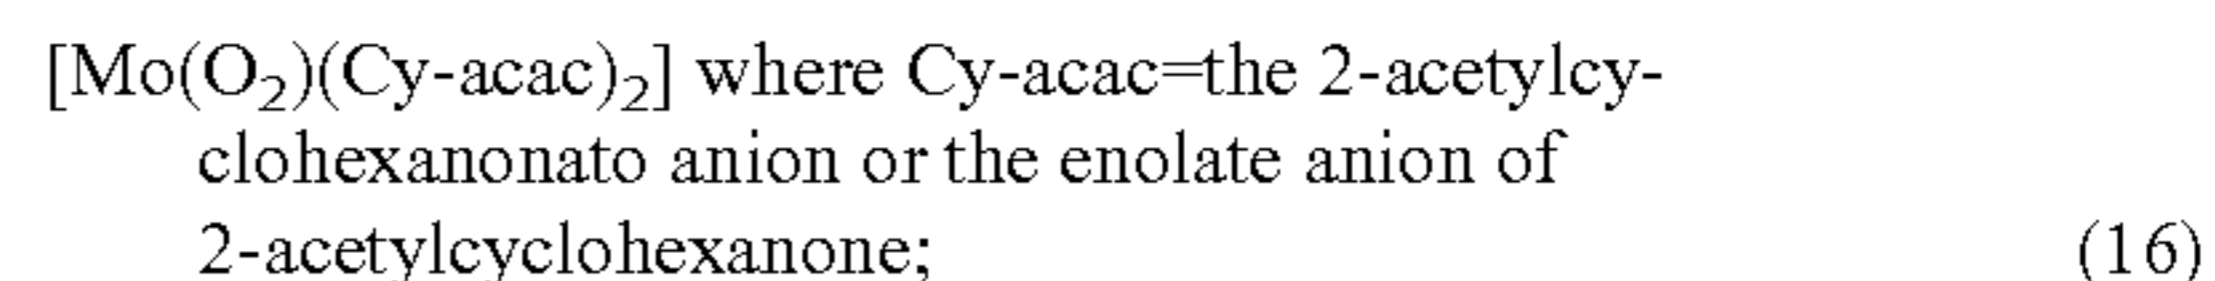 [Mo(O₂)(Cy-acac)₂] where Cy-acac=the 2-acetylcy-
clohexanonato anion or the enolate anion of
2-acetylcyclohexanone; (16)